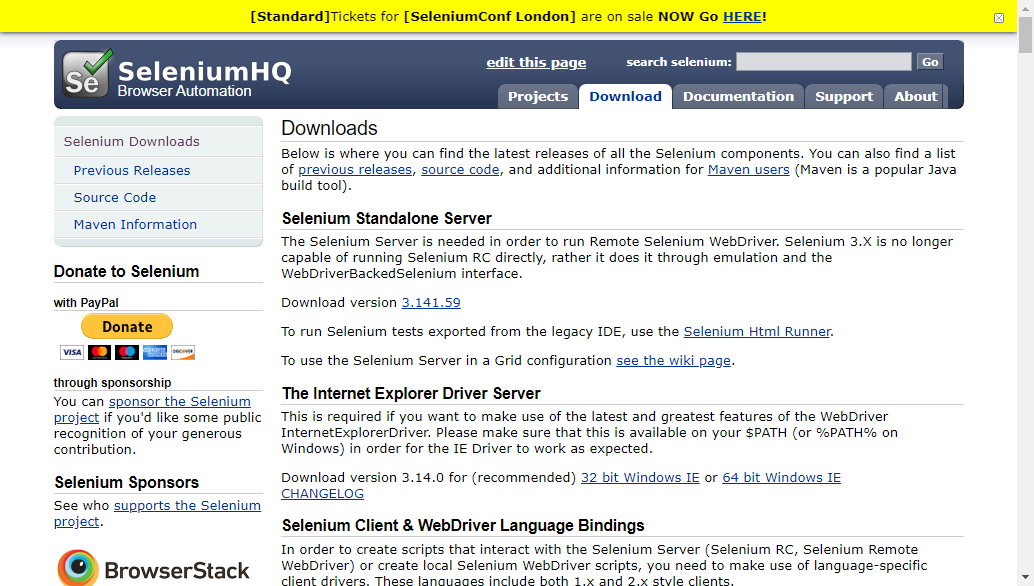 [Standard]Tickets for [SeleniumConf London] are on sale NOW Go HERE!
Se
SeleniumHQ
Browser Automation
edit this page
search selenium:
Go
Projects
Download
Documentation
Support
About
Selenium Downloads
Previous Releases
Source Code
Maven Information
Donate to Selenium
with PayPal
Donate
VISA
DISCOVER
through sponsorship
You can sponsor the Selenium
project if you'd like some public
recognition of your generous
contribution.
Selenium Sponsors
See who supports the Selenium
project.
BrowserStack
Downloads
Below is where you can find the latest releases of all the Selenium components. You can also find a list
of previous releases, source code, and additional information for Maven users (Maven is a popular Java
build tool).
Selenium Standalone Server
The Selenium Server is needed in order to run Remote Selenium WebDriver. Selenium 3.X is no longer
capable of running Selenium RC directly, rather it does it through emulation and the
WebDriverBackedSelenium interface.
Download version 3.141.59
To run Selenium tests exported from the legacy IDE, use the Selenium Html Runner.
To use the Selenium Server in a Grid configuration see the wiki page.
The Internet Explorer Driver Server
This is required if you want to make use of the latest and greatest features of the WebDriver
InternetExplorerDriver. Please make sure that this is available on your $PATH (or %PATH% on
Windows) in order for the IE Driver to work as expected.
Download version 3.14.0 for (recommended) 32 bit Windows IE or 64 bit Windows IE
CHANGELOG
Selenium Client & WebDriver Language Bindings
In order to create scripts that interact with the Selenium Server (Selenium RC, Selenium Remote
WebDriver) or create local Selenium WebDriver scripts, you need to make use of language-specific
client drivers. These languages include both 1.x and 2.x style clients.